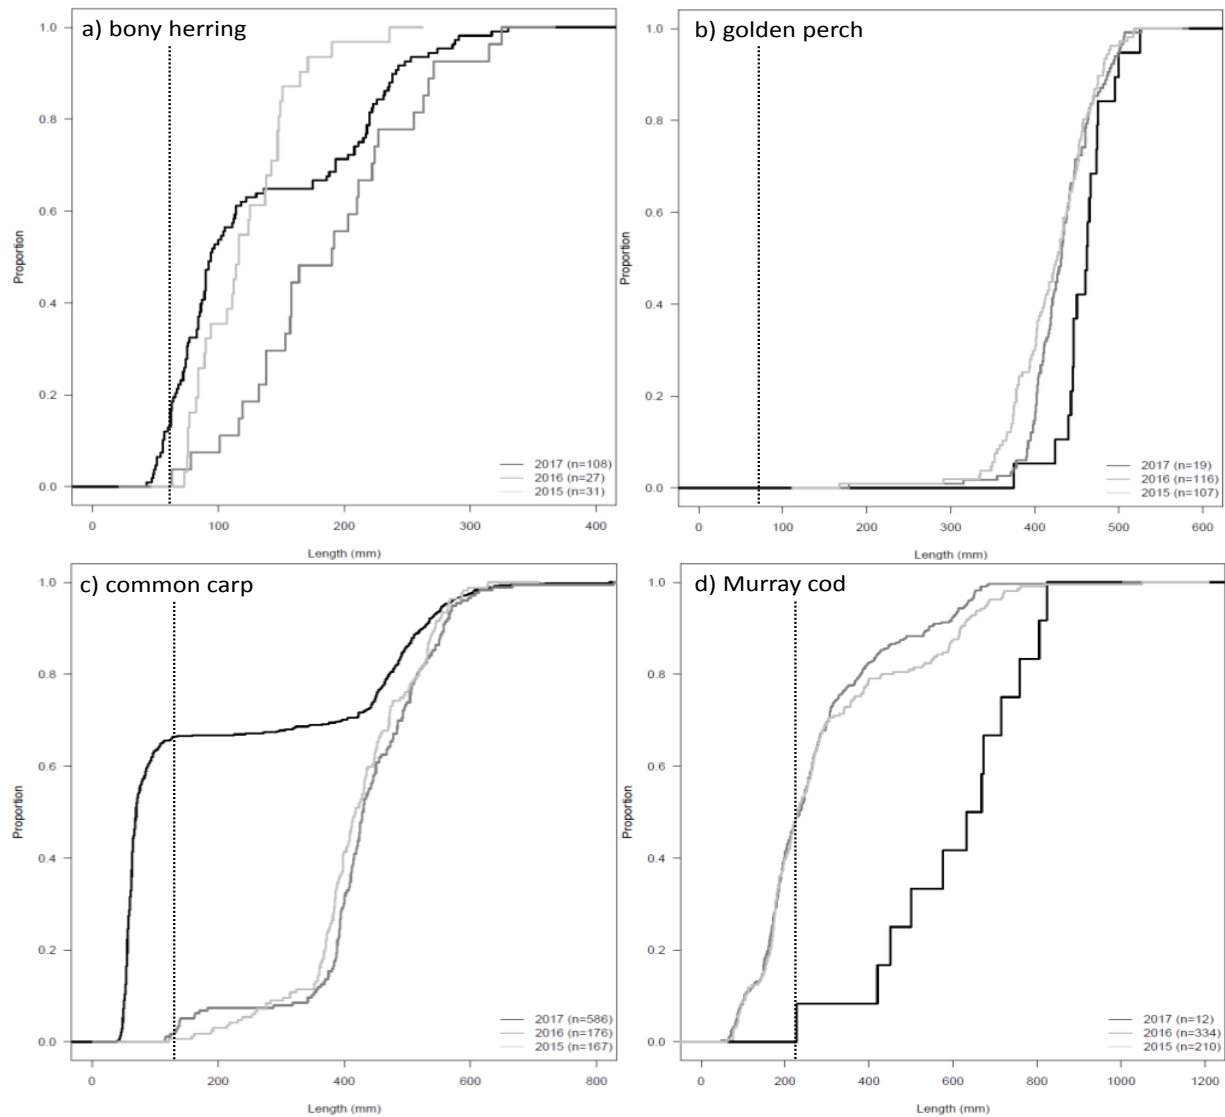 a) bony herring
1.0
0.8
0.6
0.4
0.2
0.0
Proportion
0 100 200 300 400
Length (mm)
2017 (n=108)
2016 (n=27)
2015 (n=31)
b) golden perch
1.0
0.8
0.6
0.4
0.2
0.0
Proportion
0 100 200 300 400 500 600
Length (mm)
2017 (n=19)
2016 (n=116)
2015 (n=107)
c) common carp
1.0
0.8
0.6
0.4
0.2
0.0
Proportion
0 200 400 600 800
Length (mm)
2017 (n=586)
2016 (n=176)
2015 (n=167)
d) Murray cod
1.0
0.8
0.6
0.4
0.2
0.0
Proportion
0 200 400 600 800 1000 1200
Length (mm)
2017 (n=12)
2016 (n=334)
2015 (n=210)